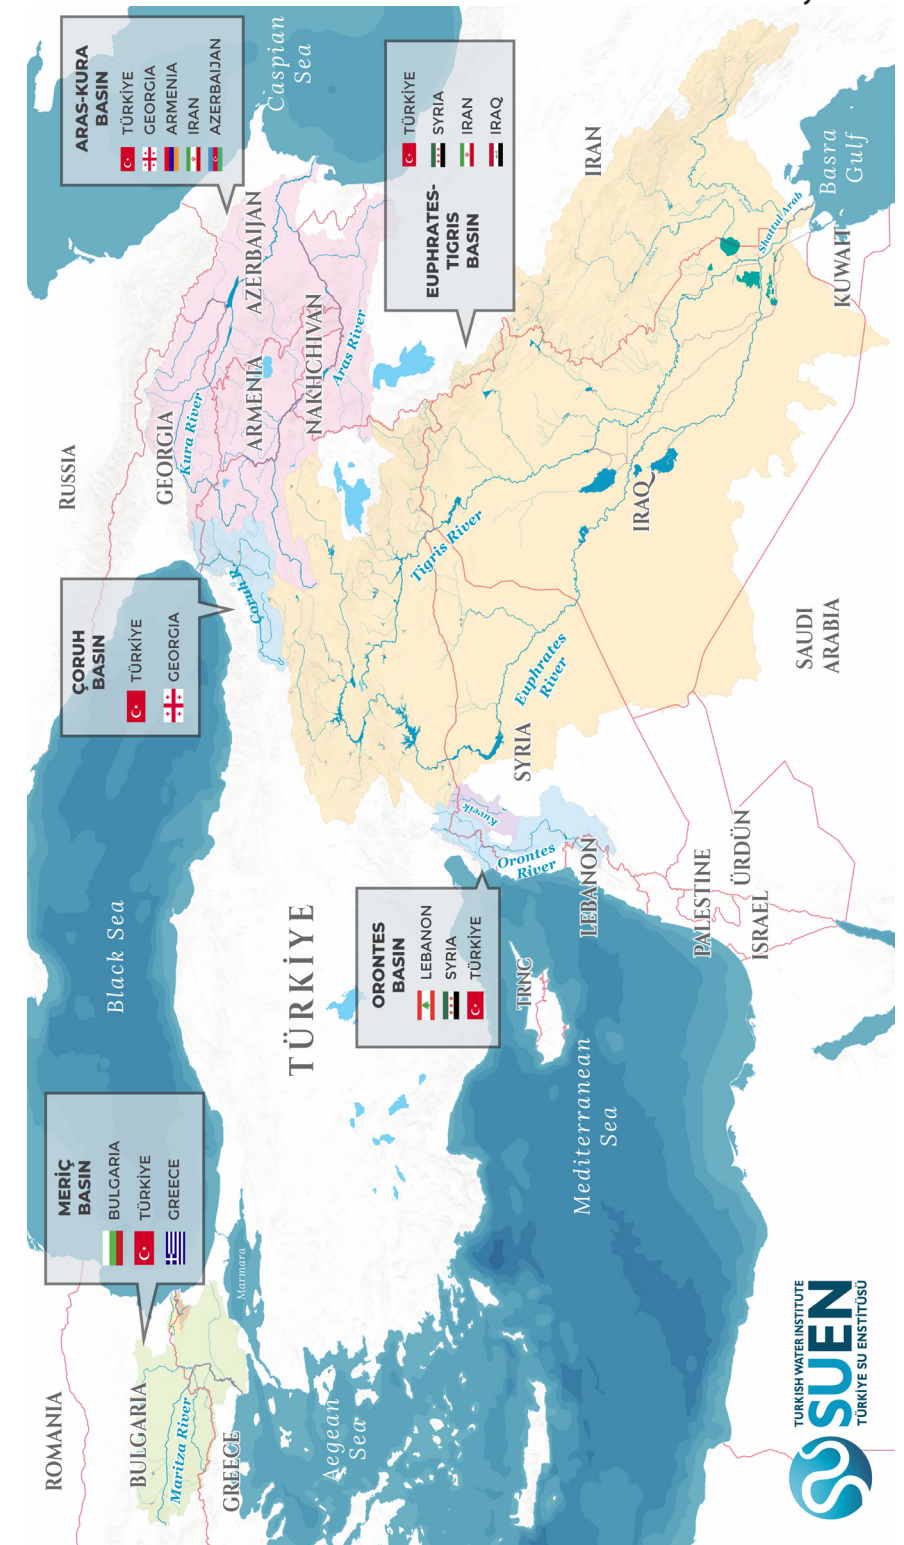 ROMANIA
BULGARIA
Maritza River
GREECE
MERİÇ
BASIN
BULGARIA
TÜRKİYE
GREECE
Marmara
Aegean
Sea
Black Sea
TÜRKİYE
RUSSIA
ÇORUH
BASIN
TÜRKİYE
GEORGIA
Çoruh R.
GEORGIA
Kura River
ARMENIA
AZERBAIJAN
NAKHCHIVAN
Aras River
ARAS-KURA
BASIN
TÜRKİYE
GEORGIA
ARMENIA
IRAN
AZERBAIJAN
Caspian
Sea
EUPHRATES-
TIGRIS
BASIN
TÜRKİYE
SYRIA
IRAN
IRAQ
IRAN
Tigris River
Euphrates
River
SYRIA
IRAQ
Shattul Arab
Basra
Gulf
KUWAIT
SAUDI
ARABIA
Kuveik
Orontes
River
ORONTES
BASIN
LEBANON
SYRIA
TÜRKİYE
TRNC
LEBANON
PALESTINE
ÜRDÜN
ISRAEL
Mediterranean
Sea
TURKISH WATER INSTITUTE
SUEN
TÜRKİYE SU ENSTİTÜSÜ